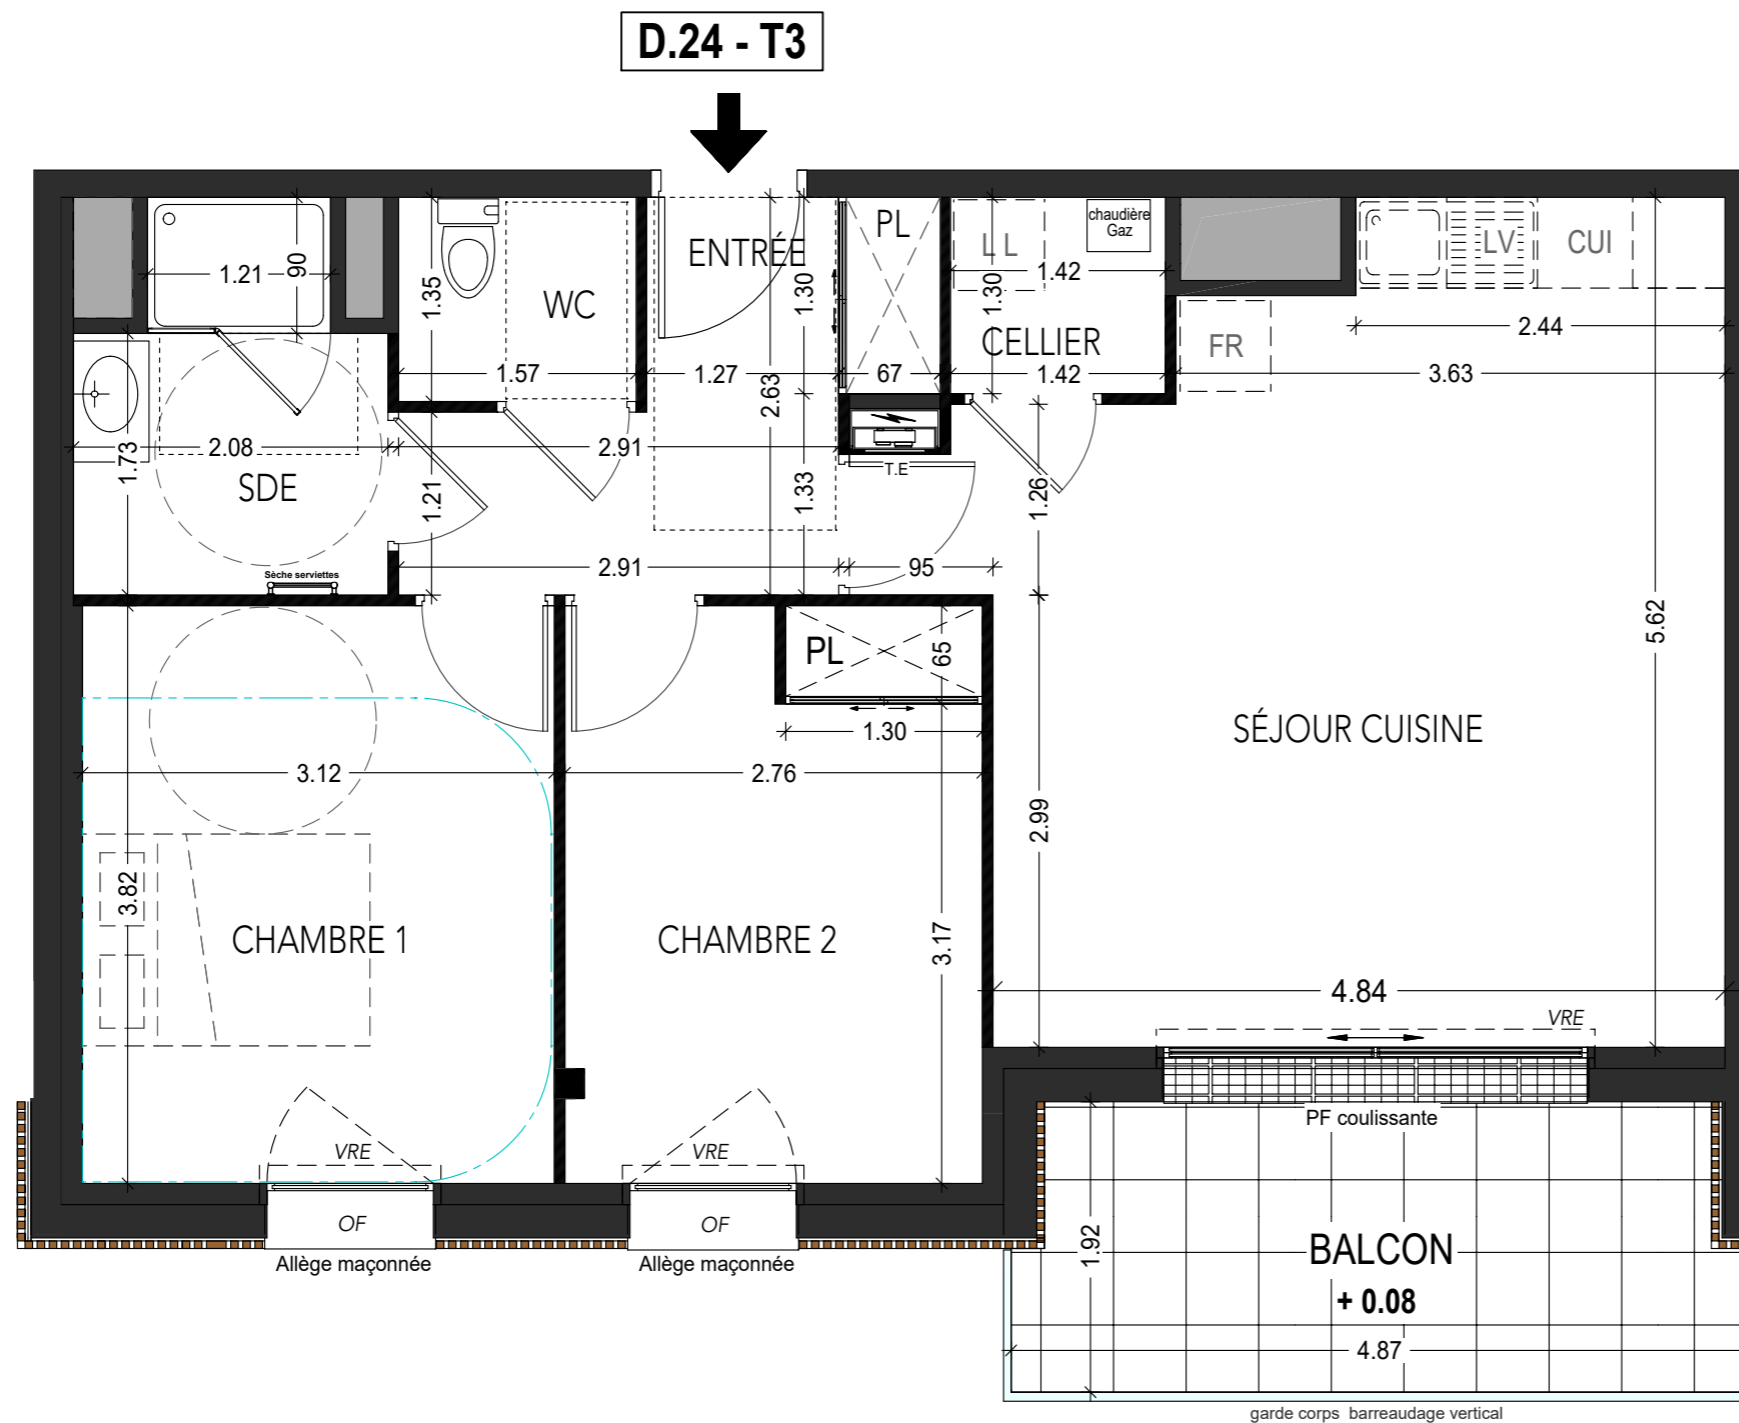 D.24 - T3
chaudière
Gaz
PL
L L
LV
CUI
ENTRÉE
WC
1.21
90
1.35
1.30
1.30
1.42
CELLIER
FR
2.44
1.57
1.27
2.63
67
1.42
3.63
1.73
2.08
2.91
SDE
1.21
1.33
T.E
1.26
Sèche serviettes
2.91
95
5.62
PL
65
1.30
SÉJOUR CUISINE
3.12
2.76
2.99
3.82
CHAMBRE 1
CHAMBRE 2
3.17
4.84
VRE
PF coulissante
VRE
VRE
OF
OF
Allège maçonnée
Allège maçonnée
1.92
BALCON
+ 0.08
4.87
garde corps barreaudage vertical